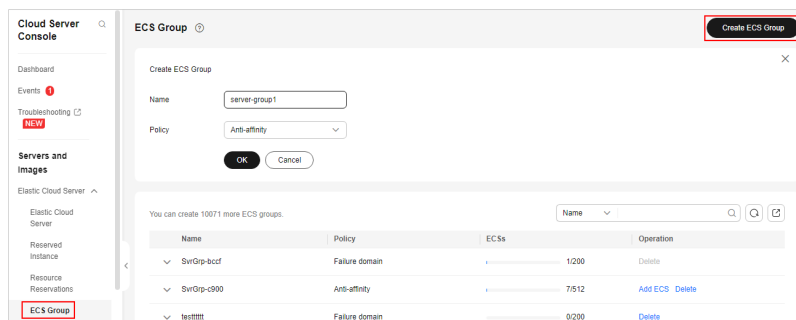 Cloud Server
Console
Dashboard
Events 1
Troubleshooting
NEW
Servers and
Images
Elastic Cloud Server
Elastic Cloud
Server
Reserved
Instance
Resource
Reservations
ECS Group
ECS Group
Create ECS Group
Create ECS Group
Name server-group1
Policy Anti-affinity
OK Cancel
You can create 10071 more ECS groups.
Name
Name Policy ECSs Operation
SvrGrp-bccf Failure domain 1/200 Delete
SvrGrp-c900 Anti-affinity 7/512 Add ECS Delete
testttttt Failure domain 0/200 Delete